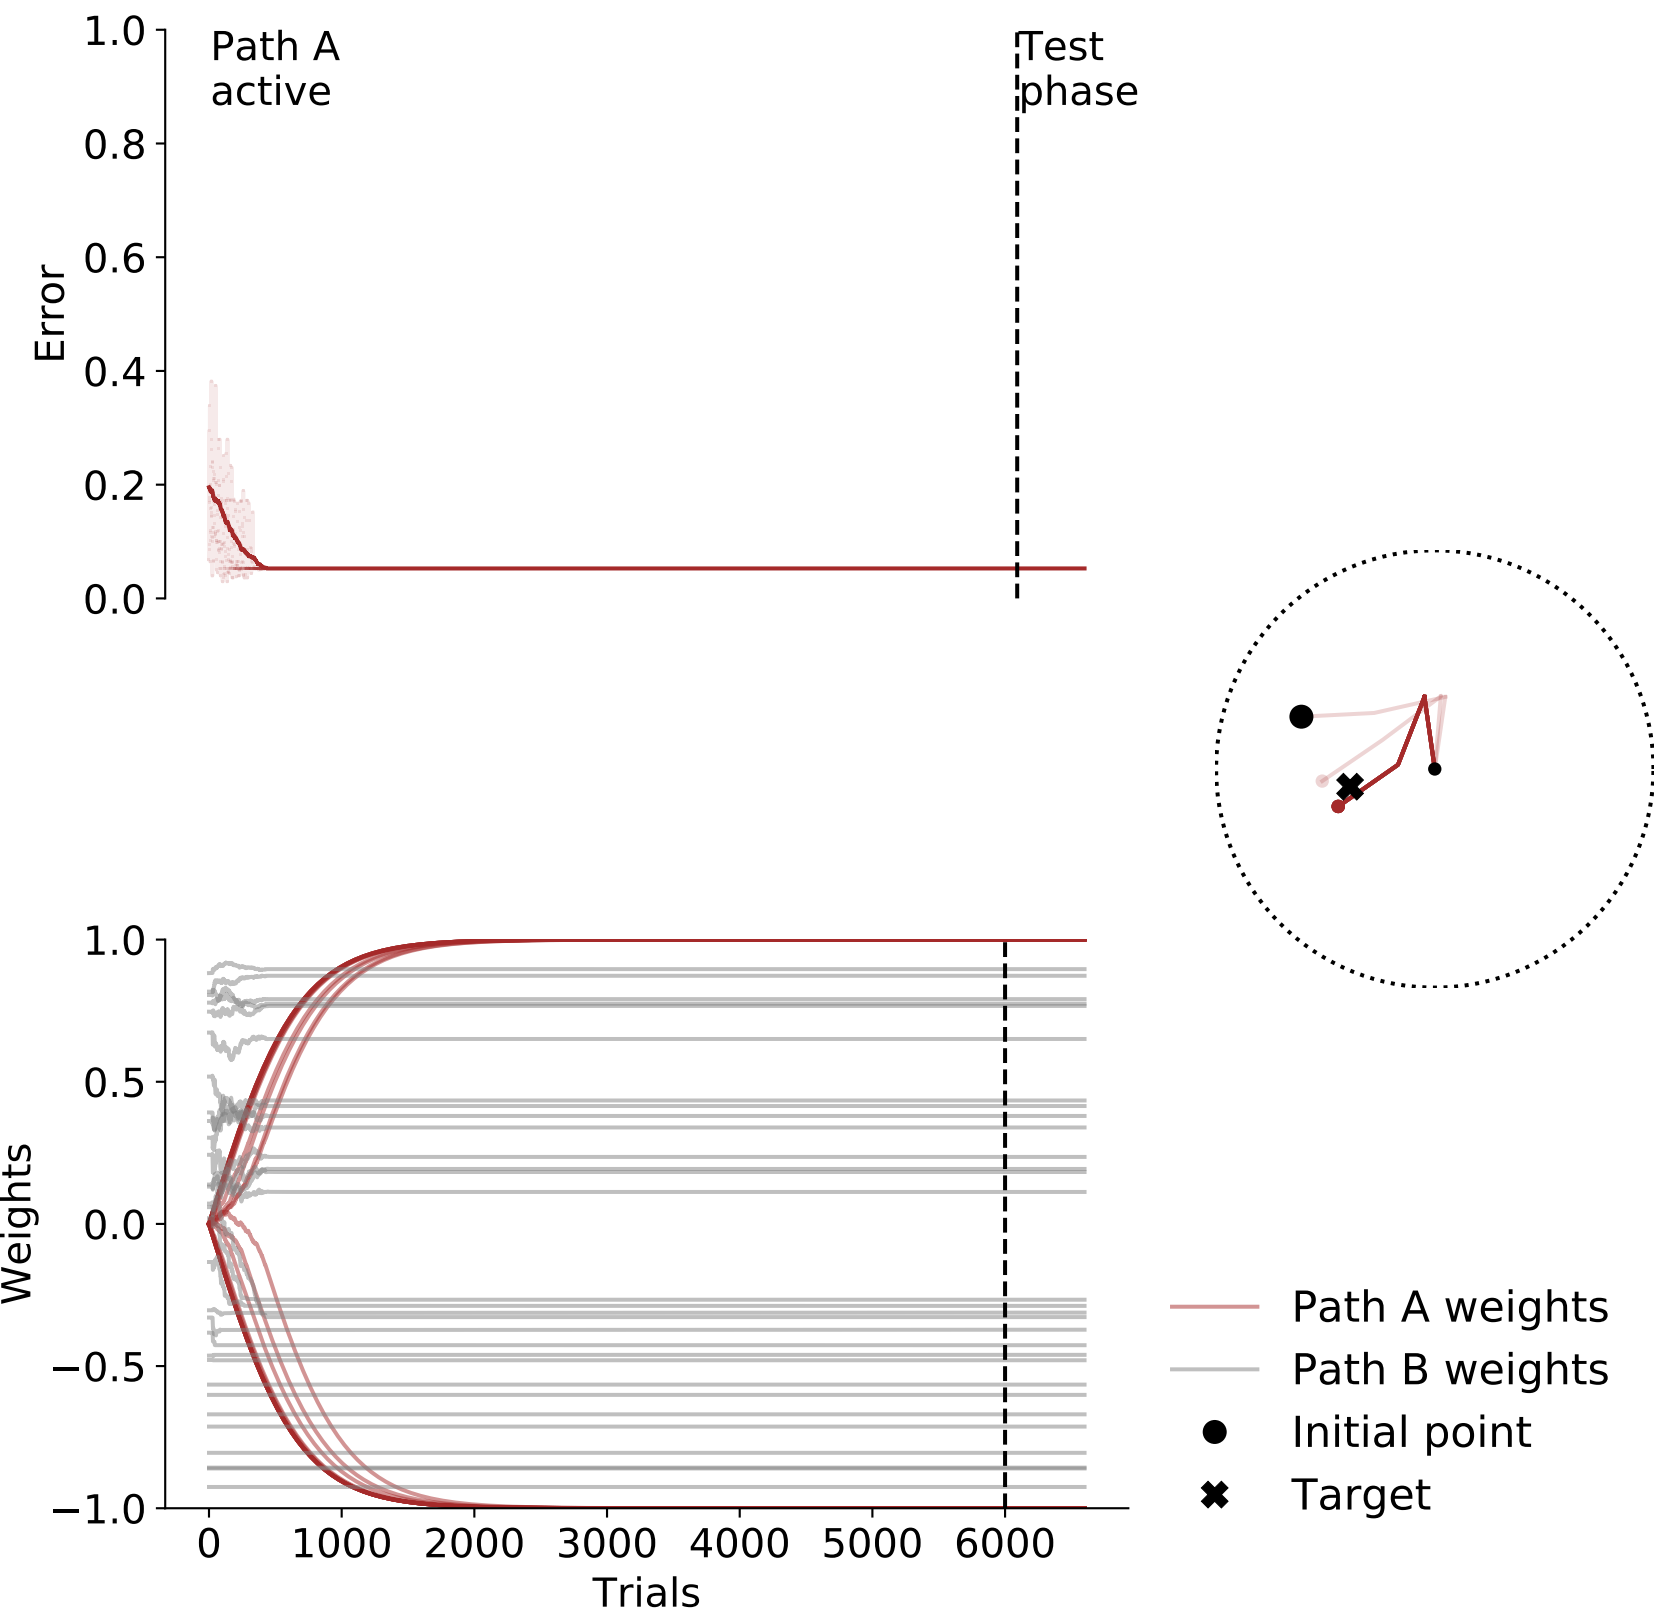 1.0
Path A
active
Test
phase
0.8
0.6
0.4
0.2
0.0
Error
1.0
0.5
0.0
−0.5
−1.0
Weights
0 1000 2000 3000 4000 5000 6000
Trials
Path A weights
Path B weights
Initial point
Target